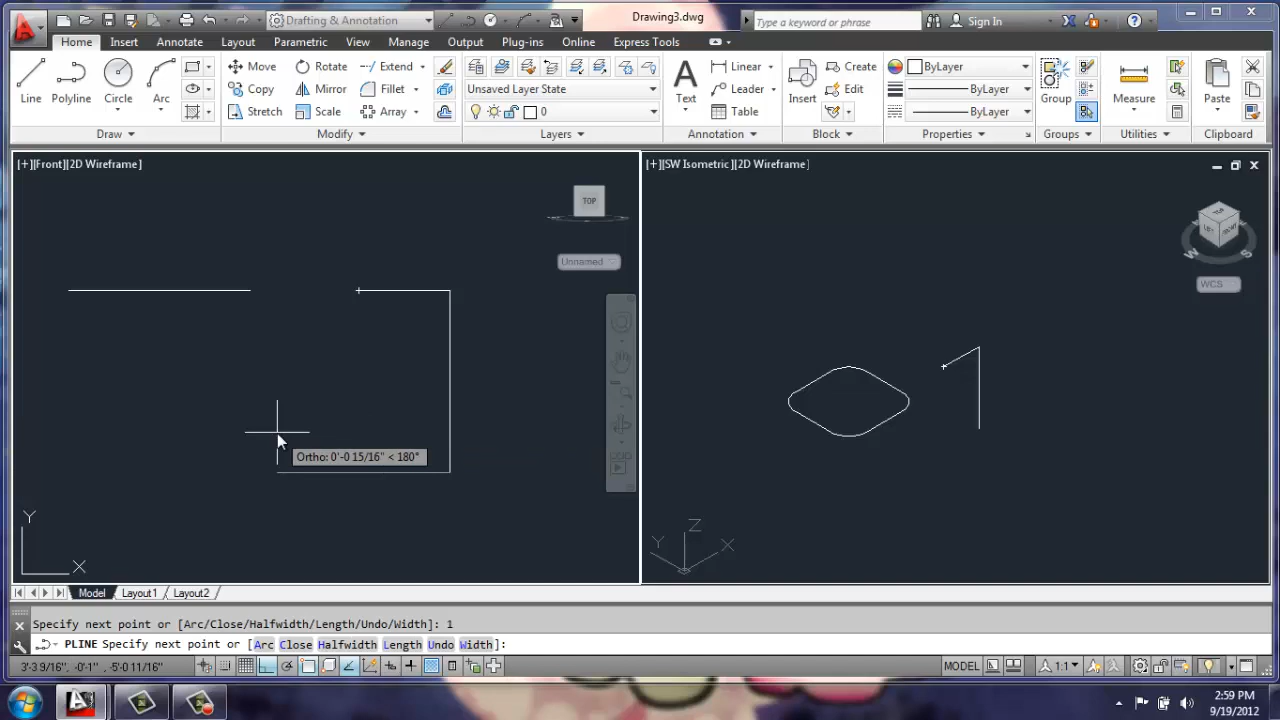 Drafting & Annotation
Drawing3.dwg
Type a keyword or phrase
Sign In
Home Insert Annotate Layout Parametric View Manage Output Plug-ins Online Express Tools
Line Polyline Circle Arc
Move Rotate Extend
Copy Mirror Fillet
Stretch Scale Array
Unsaved Layer State
0
Text
Linear
Leader
Table
Insert
Create
Edit
ByLayer
ByLayer
ByLayer
Group
Measure
Paste
Draw Modify Layers Annotation Block Properties Groups Utilities Clipboard
[+][Front][2D Wireframe]
TOP
Unnamed
Ortho: 0'-0 15/16" < 180°
Y
X
[+][SW Isometric][2D Wireframe]
TOP
LEFT
FRONT
W
S
WCS
Z
Y
X
Model Layout1 Layout2
Specify next point or [Arc/Close/Halfwidth/Length/Undo/Width]: 1
PLINE Specify next point or [Arc Close Halfwidth Length Undo Width]:
3'-3 9/16", -0'-1" , -5'-0 11/16"
MODEL
1:1
2:59 PM
9/19/2012